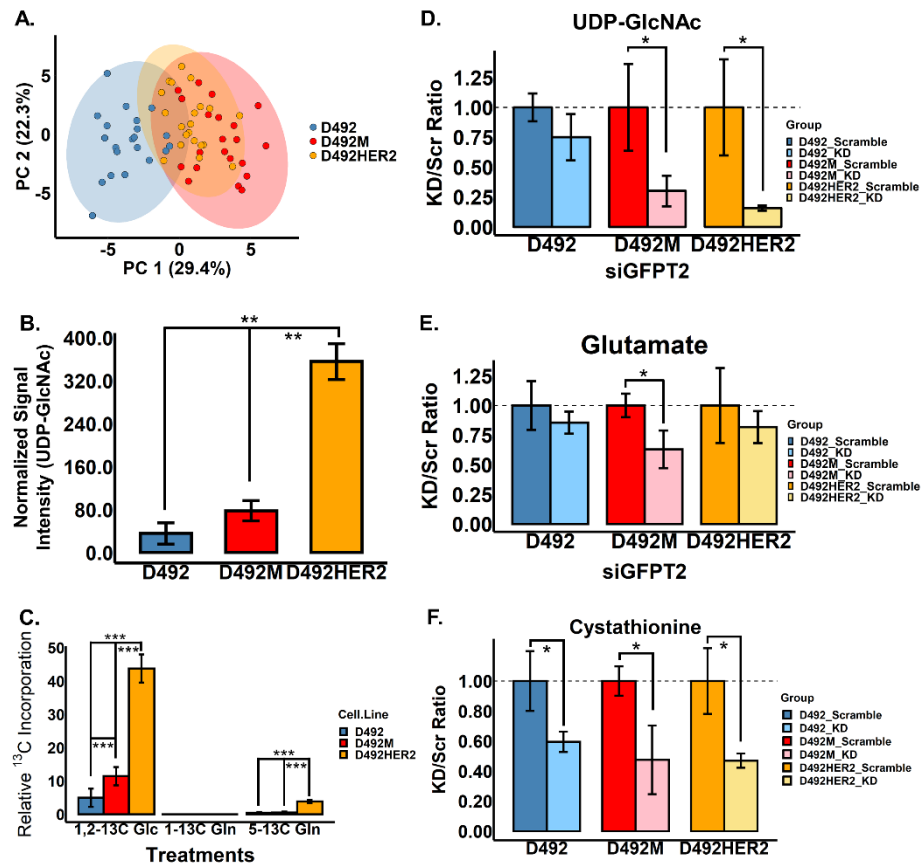 A.
PC 2 (22.3%)
5
0
-5
-5
0
5
PC 1 (29.4%)
D492
D492M
D492HER2
B.
Normalized Signal
Intensity (UDP-GlcNAc)
400.0
320.0
240.0
160.0
80.0
0.0
**
**
D492
D492M
D492HER2
C.
Relative 13C Incorporation
50
40
30
20
10
0
***
***
***
***
***
1,2-13C Glc
1-13C Gln
5-13C Gln
Treatments
Cell.Line
D492
D492M
D492HER2
D.
UDP-GlcNAc
KD/Scr Ratio
1.25
1.00
0.75
0.50
0.25
0.00
*
*
D492
D492M
D492HER2
siGFPT2
Group
D492_Scramble
D492_KD
D492M_Scramble
D492M_KD
D492HER2_Scramble
D492HER2_KD
E.
Glutamate
KD/Scr Ratio
1.25
1.00
0.75
0.50
0.25
0.00
*
D492
D492M
D492HER2
siGFPT2
Group
D492_Scramble
D492_KD
D492M_Scramble
D492M_KD
D492HER2_Scramble
D492HER2_KD
F.
Cystathionine
KD/Scr Ratio
1.00
0.80
0.60
0.40
0.20
0.00
*
*
*
D492
D492M
D492HER2
Group
D492_Scramble
D492_KD
D492M_Scramble
D492M_KD
D492HER2_Scramble
D492HER2_KD